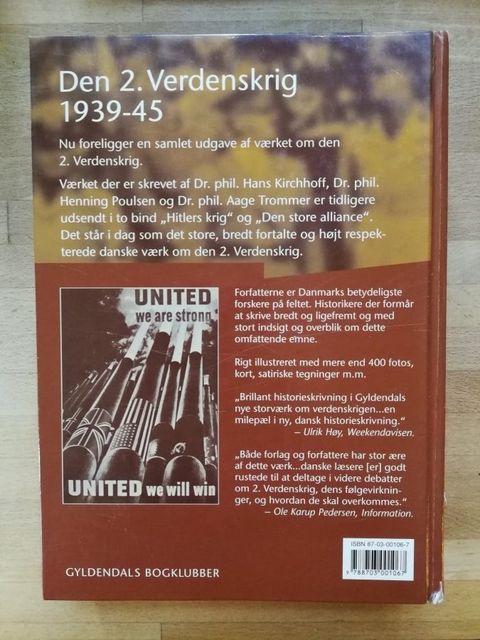 Den 2. Verdenskrig
1939-45
Nu foreligger en samlet udgave af værket om den
2. Verdenskrig.
Værket der er skrevet af Dr. phil. Hans Kirchhoff, Dr. phil.
Henning Poulsen og Dr. phil. Aage Trommer er tidligere
udsendt i to bind „Hitlers krig“ og „Den store alliance“.
Det står i dag som det store, bredt fortalte og højt respek-
terede danske værk om den 2. Verdenskrig.
UNITED
we are strong
UNITED we will win
Forfatterne er Danmarks betydeligste
forskere på feltet. Historikere der formår
at skrive bredt og ligefremt og med
stort indsigt og overblik om dette
omfattende emne.
Rigt illustreret med mere end 400 fotos,
kort, satiriske tegninger m.m.
„Brillant historieskrivning i Gyldendals
nye storværk om verdenskrigen...en
milepæl i ny, dansk historieskrivning.“
– Ulrik Høy, Weekendavisen.
„Både forlag og forfattere har stor ære
af dette værk...danske læsere [er] godt
rustede til at deltage i videre debatter
om 2. Verdenskrig, dens følgevirknin-
ger, og hvordan de skal overkommes.“
– Ole Karup Pedersen, Information.
ISBN 87-03-00106-7
9 788703 001067
GYLDENDALS BOGKLUBBER